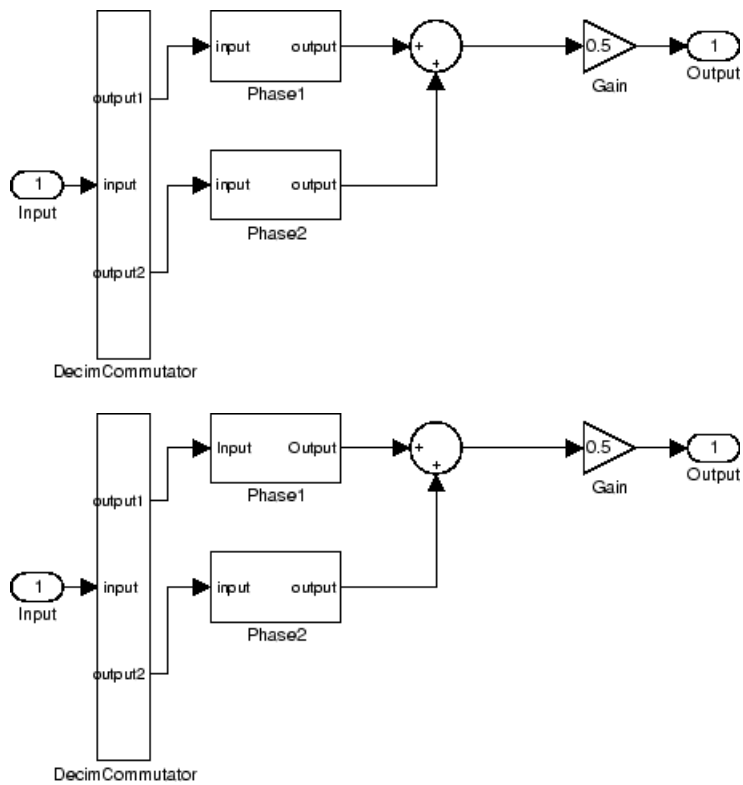 input output
+
+
0.5
1
Phase1
Gain
Output
output1
1
input
input output
Input
Phase2
output2
DecimCommutator
Input Output
+
+
0.5
1
Phase1
Gain
Output
output1
1
input
input output
Input
Phase2
output2
DecimCommutator